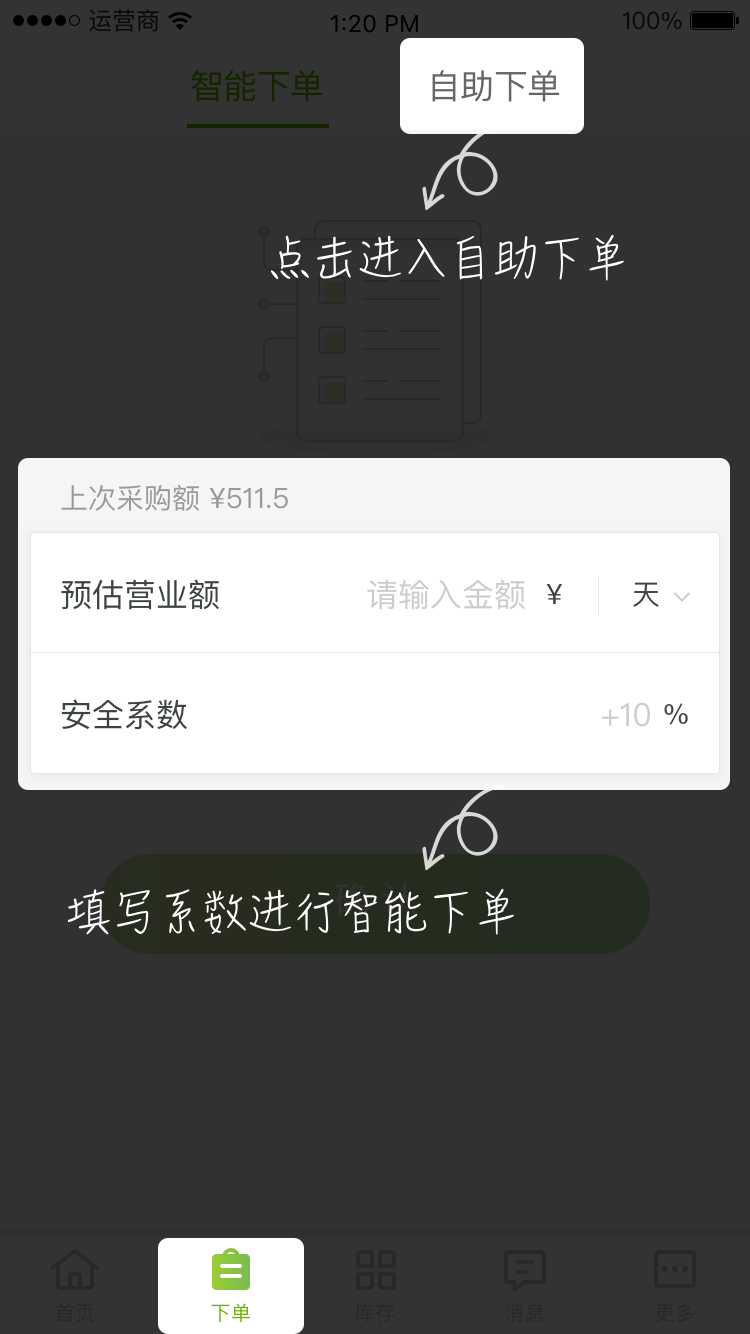 运营商 1:20 PM 100%
智能下单 自助下单
点击进入自助下单
上次采购额 ¥511.5
预估营业额 请输入金额 ¥ 天
安全系数 +10 %
填写系数进行智能下单
首页 下单 库存 消息 更多